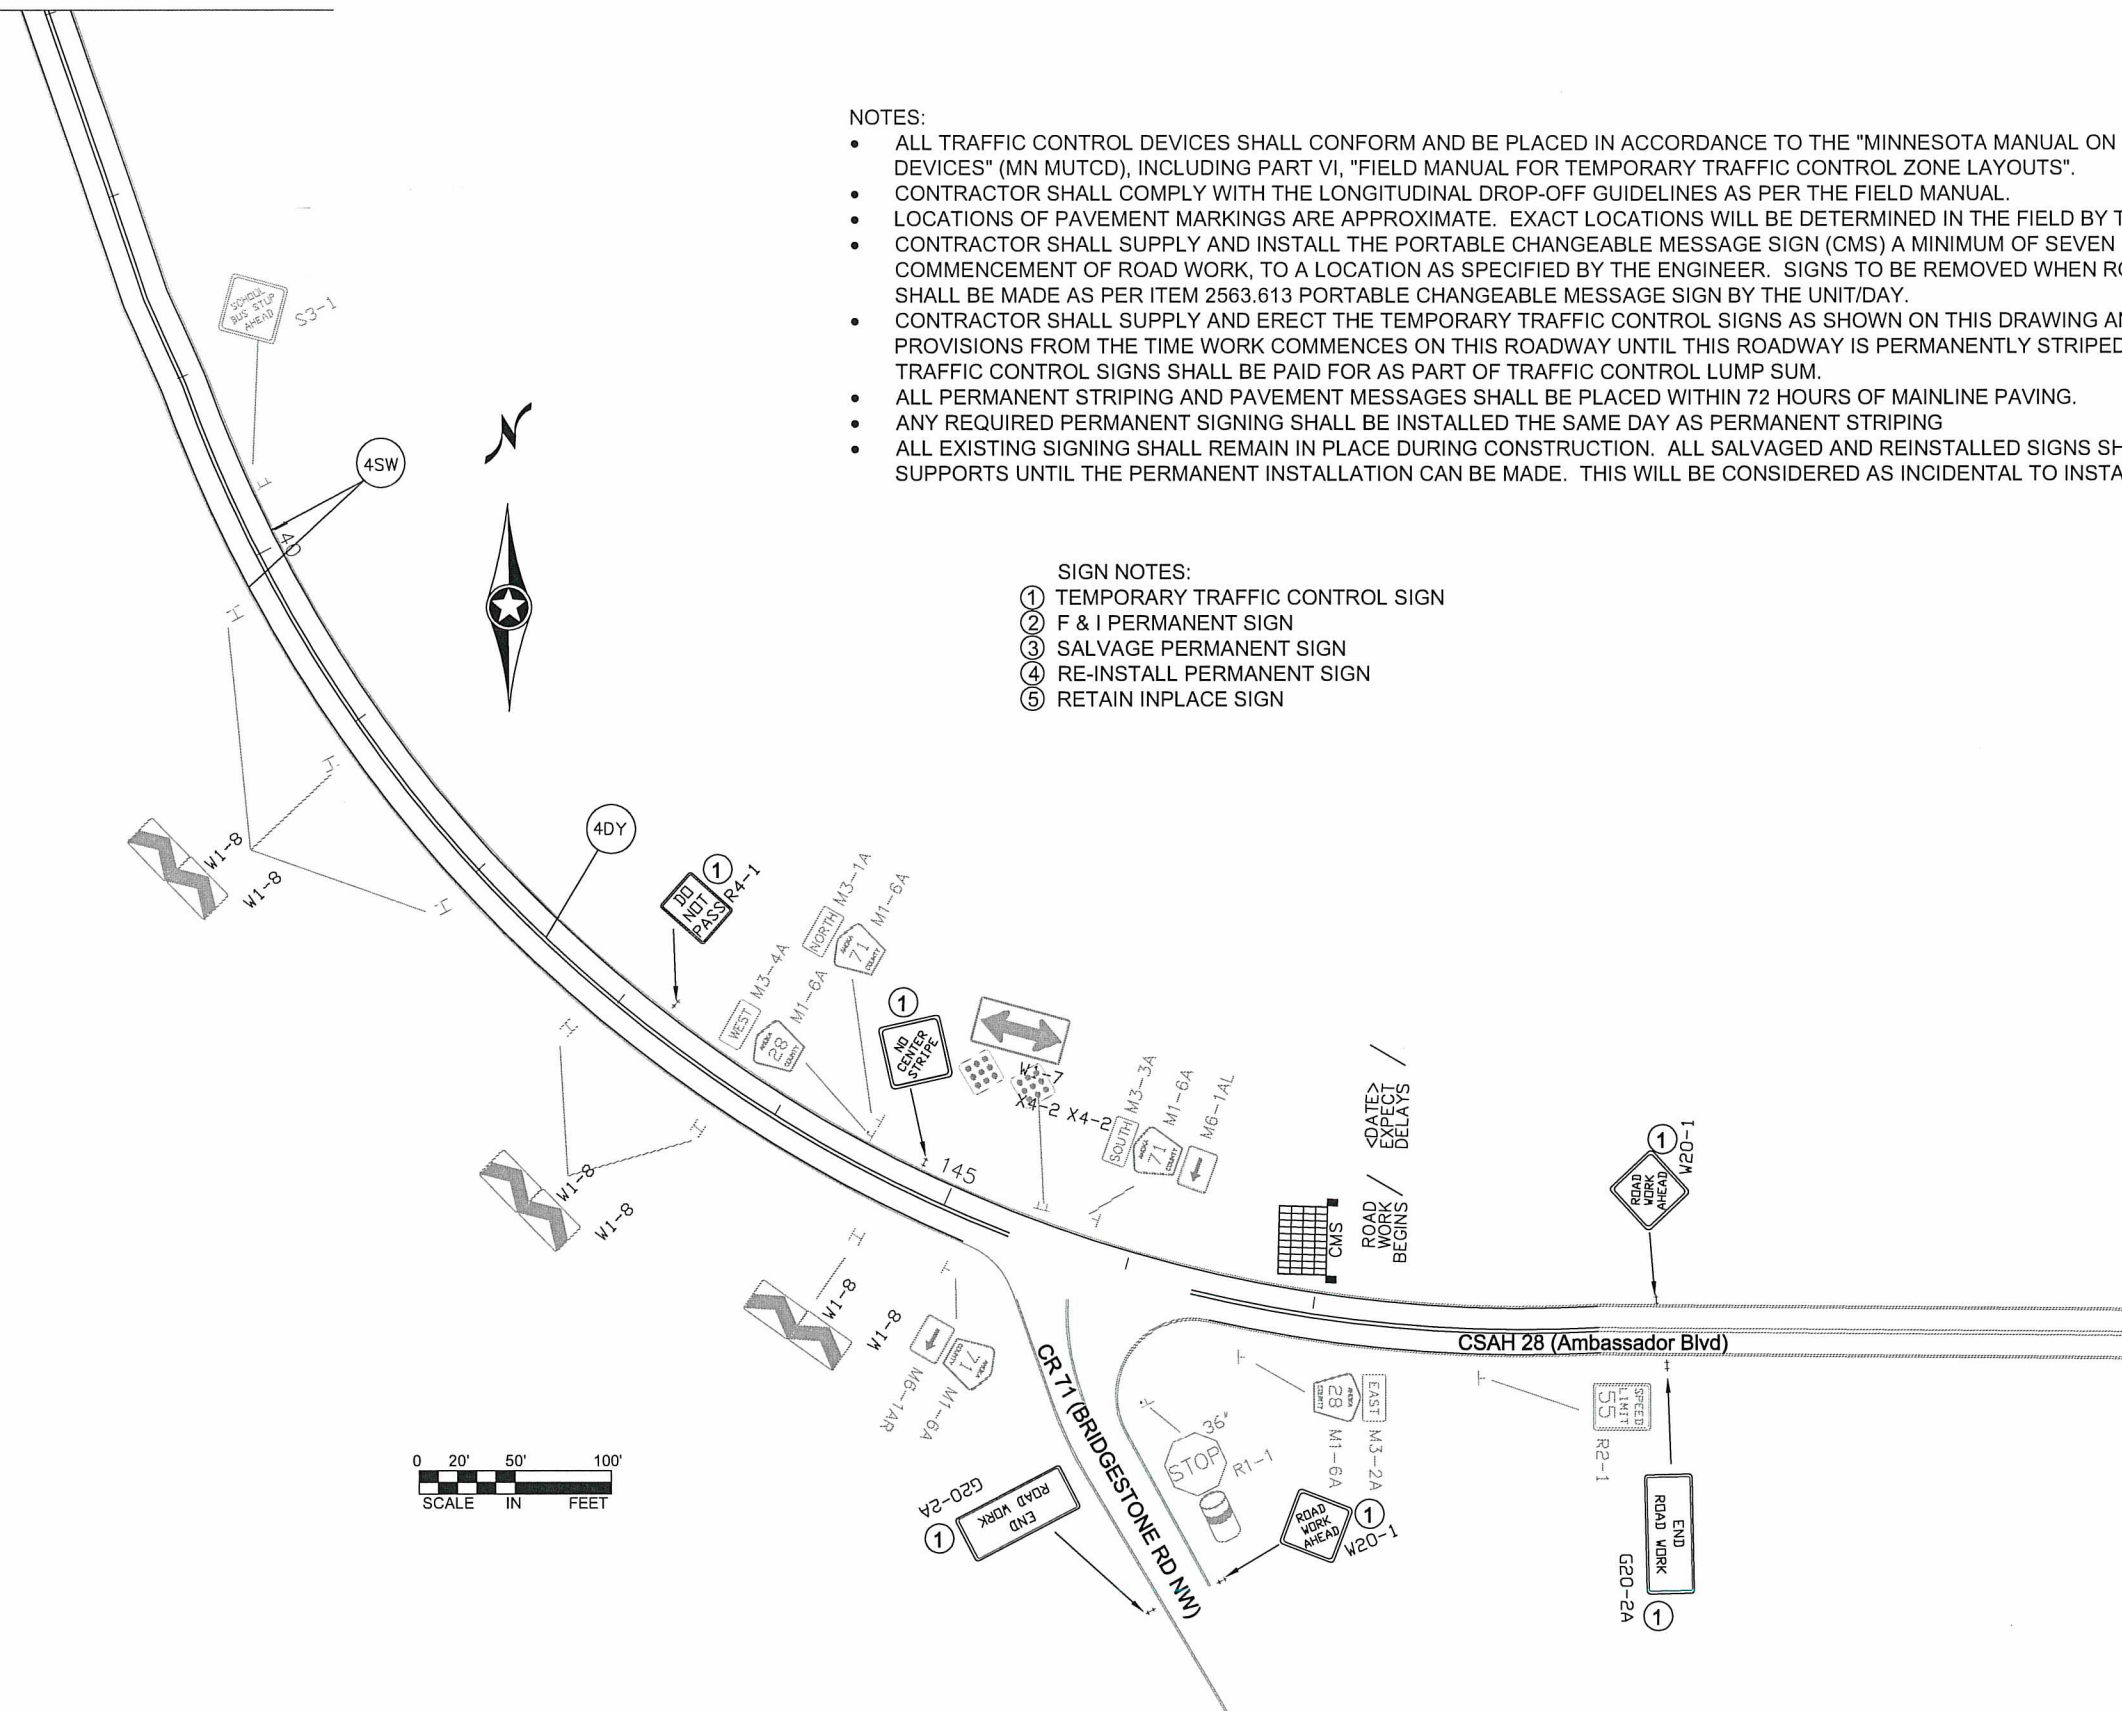 NOTES:
• ALL TRAFFIC CONTROL DEVICES SHALL CONFORM AND BE PLACED IN ACCORDANCE TO THE "MINNESOTA MANUAL ON
DEVICES" (MN MUTCD), INCLUDING PART VI, "FIELD MANUAL FOR TEMPORARY TRAFFIC CONTROL ZONE LAYOUTS".
• CONTRACTOR SHALL COMPLY WITH THE LONGITUDINAL DROP-OFF GUIDELINES AS PER THE FIELD MANUAL.
• LOCATIONS OF PAVEMENT MARKINGS ARE APPROXIMATE. EXACT LOCATIONS WILL BE DETERMINED IN THE FIELD BY
• CONTRACTOR SHALL SUPPLY AND INSTALL THE PORTABLE CHANGEABLE MESSAGE SIGN (CMS) A MINIMUM OF SEVEN
COMMENCEMENT OF ROAD WORK, TO A LOCATION AS SPECIFIED BY THE ENGINEER. SIGNS TO BE REMOVED WHEN
SHALL BE MADE AS PER ITEM 2563.613 PORTABLE CHANGEABLE MESSAGE SIGN BY THE UNIT/DAY.
• CONTRACTOR SHALL SUPPLY AND ERECT THE TEMPORARY TRAFFIC CONTROL SIGNS AS SHOWN ON THIS DRAWING
PROVISIONS FROM THE TIME WORK COMMENCES ON THIS ROADWAY UNTIL THIS ROADWAY IS PERMANENTLY STRIPED
TRAFFIC CONTROL SIGNS SHALL BE PAID FOR AS PART OF TRAFFIC CONTROL LUMP SUM.
• ALL PERMANENT STRIPING AND PAVEMENT MESSAGES SHALL BE PLACED WITHIN 72 HOURS OF MAINLINE PAVING.
• ANY REQUIRED PERMANENT SIGNING SHALL BE INSTALLED THE SAME DAY AS PERMANENT STRIPING
• ALL EXISTING SIGNING SHALL REMAIN IN PLACE DURING CONSTRUCTION. ALL SALVAGED AND REINSTALLED SIGNS
SUPPORTS UNTIL THE PERMANENT INSTALLATION CAN BE MADE. THIS WILL BE CONSIDERED AS INCIDENTAL TO
SIGN NOTES:
① TEMPORARY TRAFFIC CONTROL SIGN
② F & I PERMANENT SIGN
③ SALVAGE PERMANENT SIGN
④ RE-INSTALL PERMANENT SIGN
⑤ RETAIN INPLACE SIGN
SCHOOL
BUS STOP
AHEAD
S3-1
N
4SW
40
4DY
W1-8
W1-8
①
DO
NOT
PASS
R4-1
NORTH
M3-1A
ANOKA
71
COUNTY
M1-6A
WEST
M3-4A
ANOKA
28
COUNTY
M1-6A
①
NO
CENTER
STRIPE
W1-7
X4-2 X4-2
SOUTH
M3-3A
ANOKA
71
COUNTY
M1-6A
M6-1AL
145
<DATE>
EXPECT
DELAYS
ROAD
WORK
BEGINS
CMS
①
ROAD
WORK
AHEAD
W20-1
W1-8
W1-8
W1-8
W1-8
M6-1AR
ANOKA
71
COUNTY
M1-6A
CSAH 28 (Ambassador Blvd)
CR 71 (BRIDGESTONE RD NW)
EAST
M3-2A
ANOKA
28
COUNTY
M1-6A
SPEED
LIMIT
55
R2-1
36"
STOP
R1-1
ROAD
WORK
AHEAD
①
W20-1
END
ROAD WORK
G20-2A
①
END
ROAD WORK
G20-2A
①
0 20' 50' 100'
SCALE IN FEET